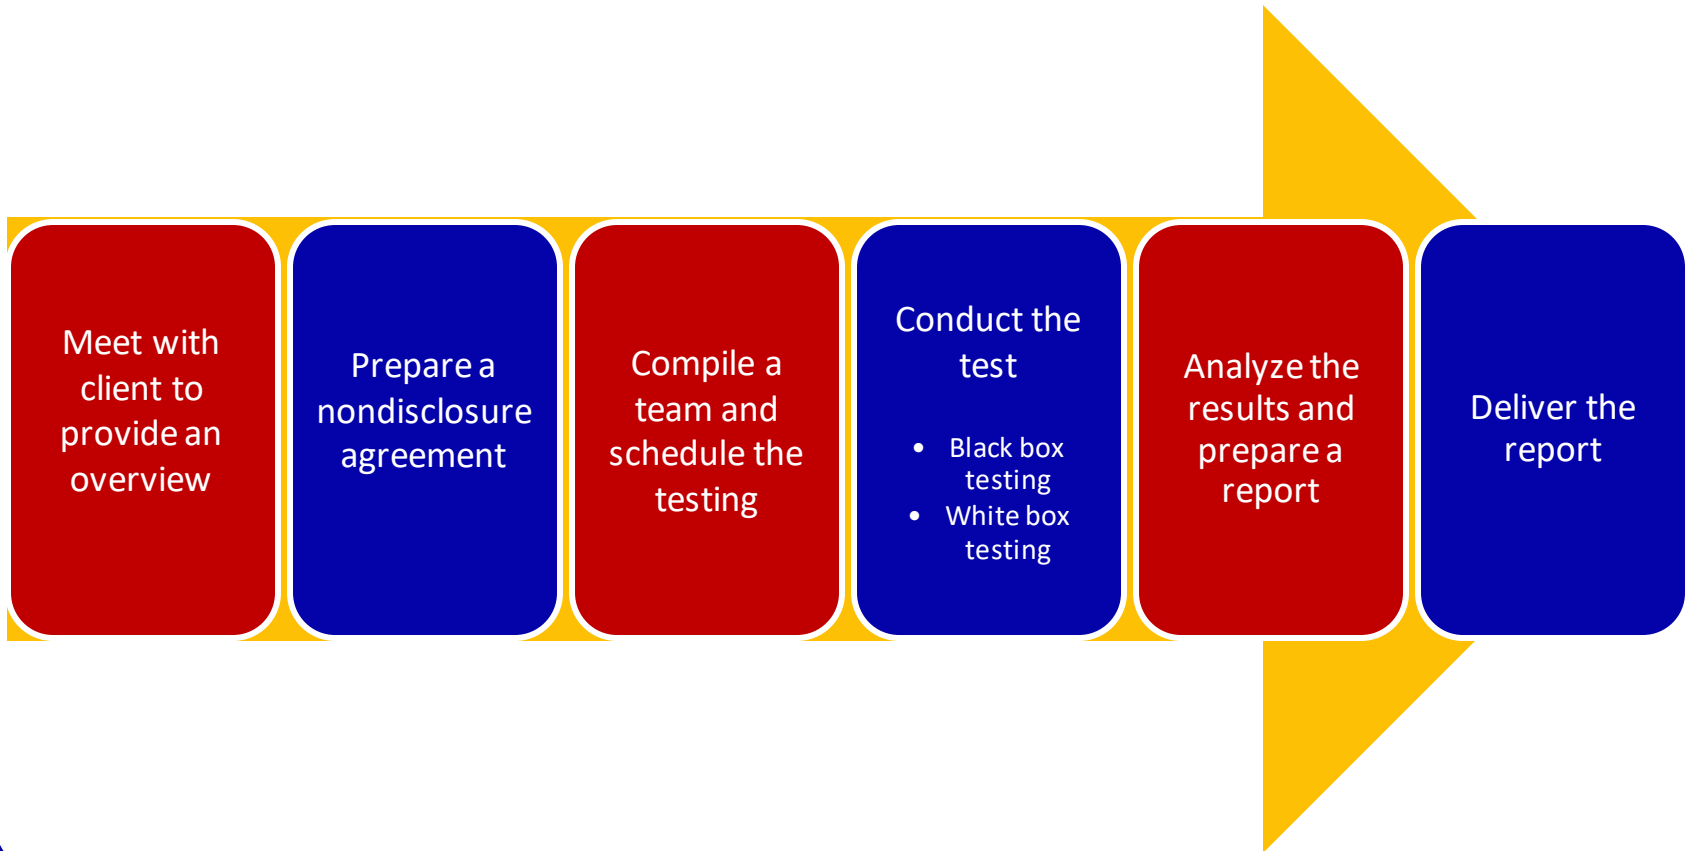 Meet with
client to
provide an
overview
Prepare a
nondisclosure
agreement
Compile a
team and
schedule the
testing
Conduct the
test
• Black box
testing
• White box
testing
Analyze the
results and
prepare a
report
Deliver the
report